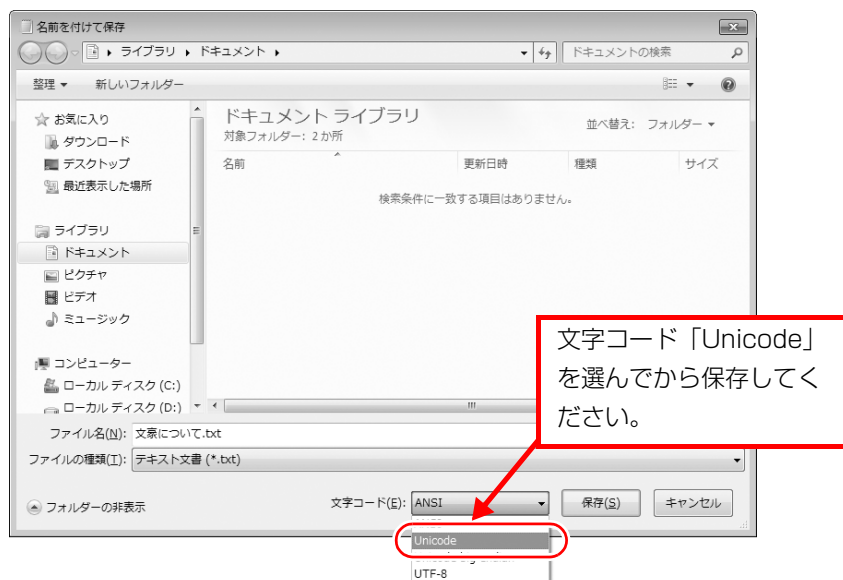 名前を付けて保存
ライブラリ ▸ ドキュメント ▸
ドキュメントの検索
整理 ▼ 新しいフォルダー
お気に入り
ダウンロード
デスクトップ
最近表示した場所
ライブラリ
ドキュメント
ピクチャ
ビデオ
ミュージック
コンピューター
ローカル ディスク (C:)
ローカル ディスク (D:)
ドキュメント ライブラリ
対象フォルダー: 2 か所
並べ替え: フォルダー ▼
名前 更新日時 種類 サイズ
検索条件に一致する項目はありません。
文字コード「Unicode」
を選んでから保存してく
ださい。
ファイル名(N): 文豪について.txt
ファイルの種類(T): テキスト文書 (*.txt)
フォルダーの非表示
文字コード(E): ANSI
保存(S) キャンセル
Unicode
UTF-8